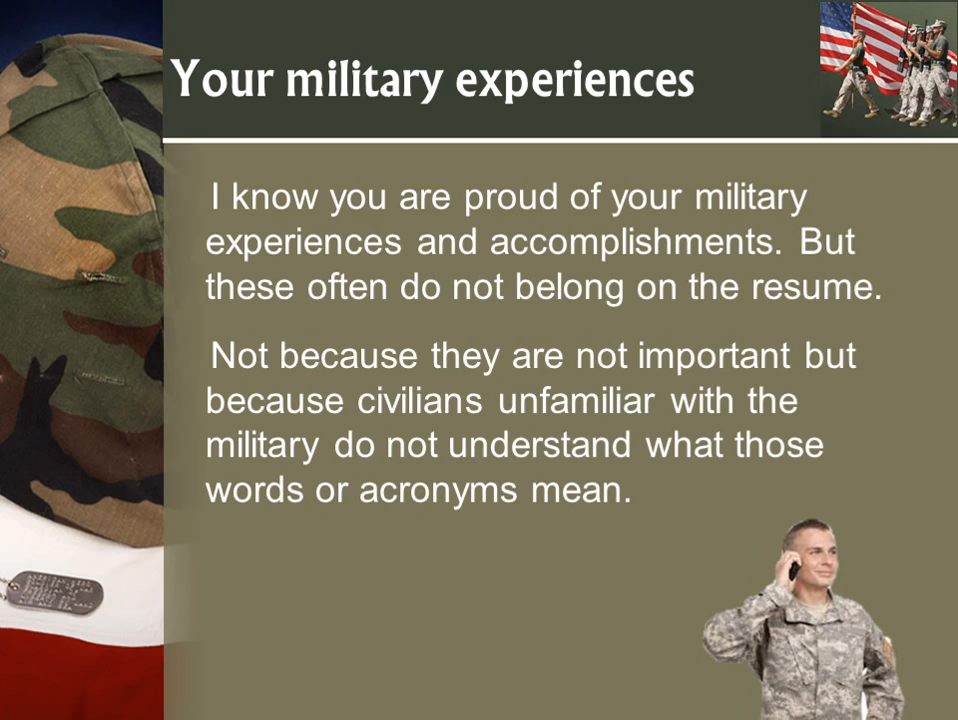 Your military experiences
I know you are proud of your military
experiences and accomplishments. But
these often do not belong on the resume.
Not because they are not important but
because civilians unfamiliar with the
military do not understand what those
words or acronyms mean.